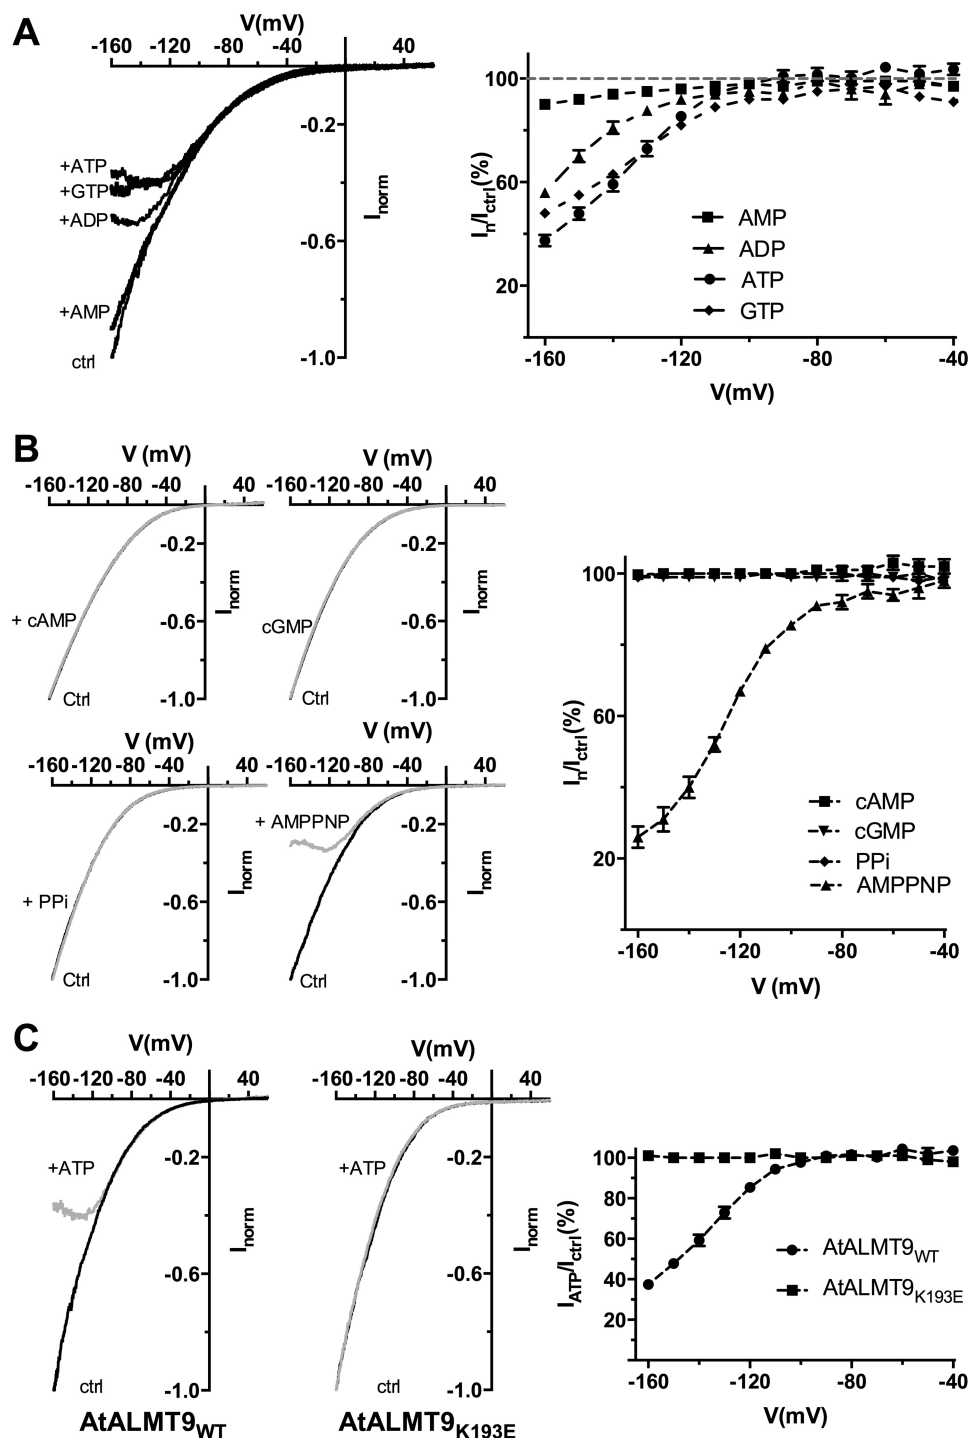 A
V(mV)
-160 -120 -80 -40 40
-0.2
-0.6
-1.0
Inorm
+ATP
+GTP
+ADP
+AMP
ctrl
100
60
20
In/Ictrl(%)
AMP
ADP
ATP
GTP
-160 -120 -80 -40
V(mV)
B
V (mV)
-160 -120 -80 -40 40
-0.2
-0.6
-1.0
Inorm
+ cAMP
Ctrl
V (mV)
-160 -120 -80 -40 40
-0.2
-0.6
-1.0
Inorm
cGMP
Ctrl
V (mV)
-160 -120 -80 -40 40
-0.2
-0.6
-1.0
Inorm
+ PPi
Ctrl
V (mV)
-160 -120 -80 -40 40
-0.2
-0.6
-1.0
Inorm
+ AMPPNP
Ctrl
100
60
20
In/Ictrl(%)
cAMP
cGMP
PPi
AMPPNP
-160 -120 -80 -40
V (mV)
C
V(mV)
-160 -120 -80 -40 40
-0.2
-0.6
-1.0
Inorm
+ATP
ctrl
AtALMT9WT
V(mV)
-160 -120 -80 -40 40
-0.2
-0.6
-1.0
Inorm
+ATP
ctrl
AtALMT9K193E
100
80
60
40
20
IATP/Ictrl(%)
AtALMT9WT
AtALMT9K193E
-160 -120 -80 -40
V(mV)